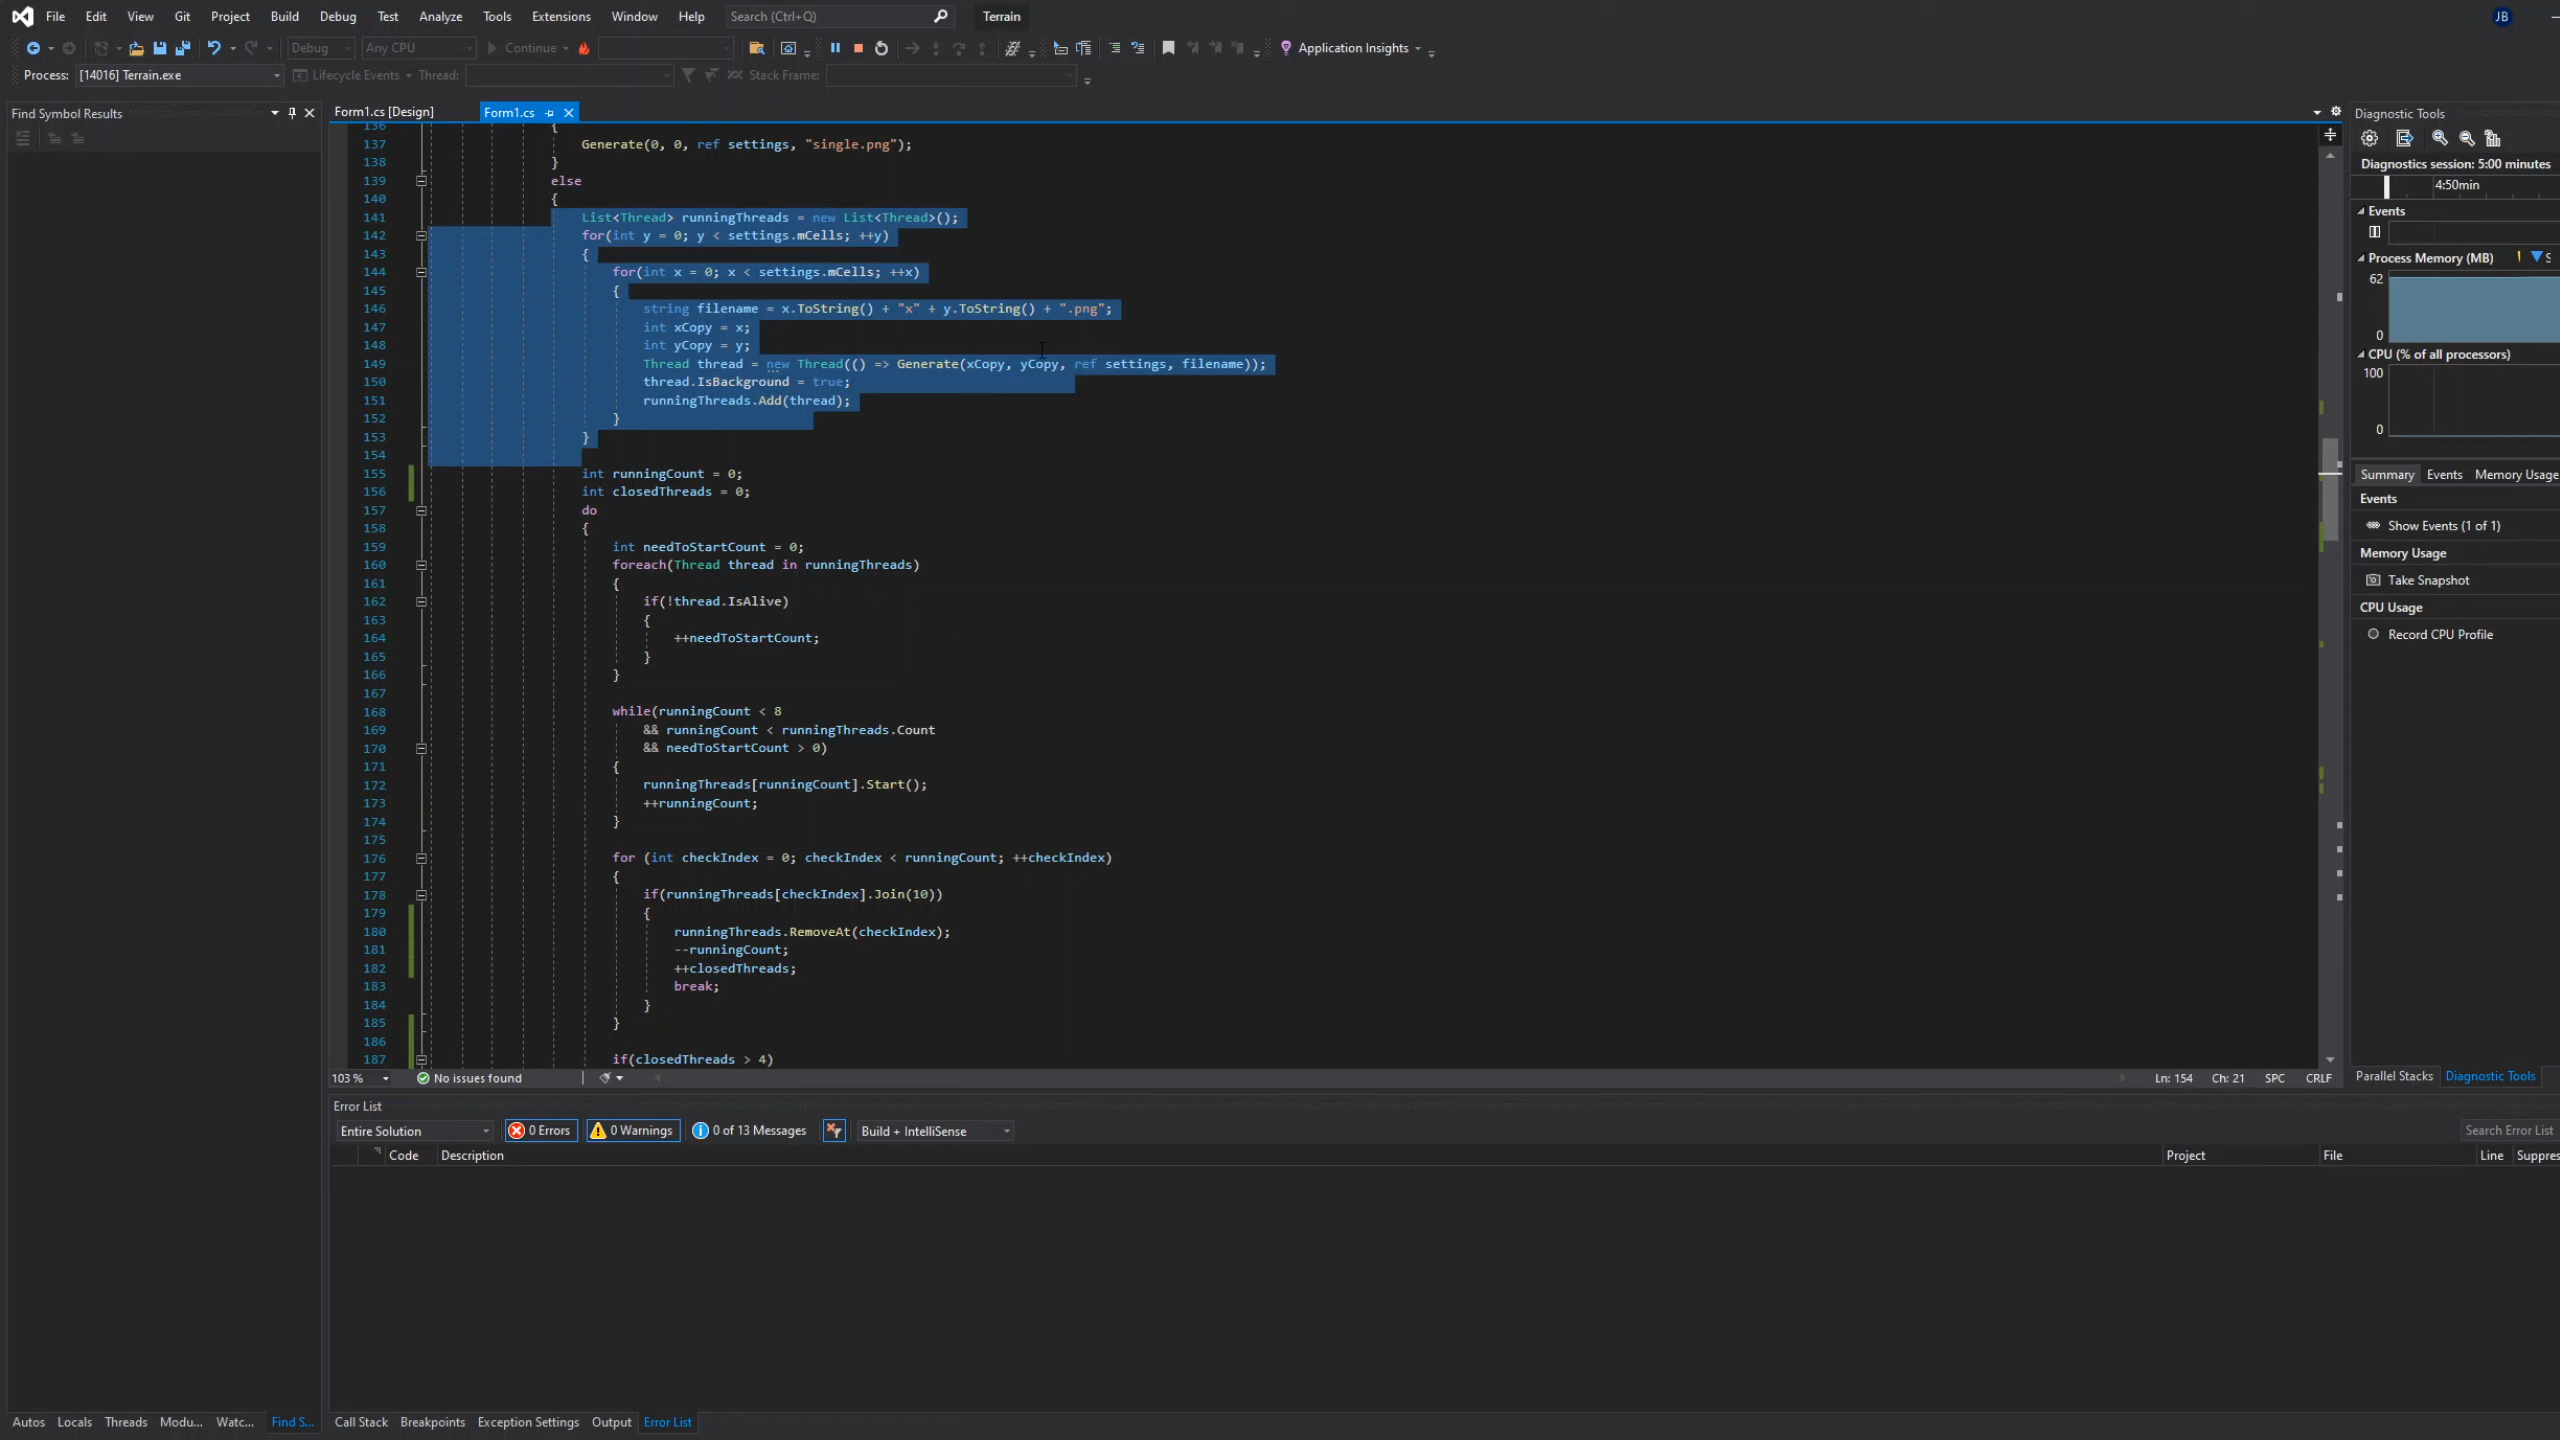 File Edit View Git Project Build Debug Test Analyze Tools Extensions Window Help Search (Ctrl+Q) Terrain JB
Debug Any CPU Continue Application Insights
Process: [14016] Terrain.exe Lifecycle Events Thread: Stack Frame:
Find Symbol Results
Form1.cs [Design] Form1.cs
136 {
137 Generate(0, 0, ref settings, "single.png");
138 }
139 else
140 {
141 List<Thread> runningThreads = new List<Thread>();
142 for(int y = 0; y < settings.mCells; ++y)
143 {
144 for(int x = 0; x < settings.mCells; ++x)
145 {
146 string filename = x.ToString() + "x" + y.ToString() + ".png";
147 int xCopy = x;
148 int yCopy = y;
149 Thread thread = new Thread(() => Generate(xCopy, yCopy, ref settings, filename));
150 thread.IsBackground = true;
151 runningThreads.Add(thread);
152 }
153 }
154
155 int runningCount = 0;
156 int closedThreads = 0;
157 do
158 {
159 int needToStartCount = 0;
160 foreach(Thread thread in runningThreads)
161 {
162 if(!thread.IsAlive)
163 {
164 ++needToStartCount;
165 }
166 }
167
168 while(runningCount < 8
169 && runningCount < runningThreads.Count
170 && needToStartCount > 0)
171 {
172 runningThreads[runningCount].Start();
173 ++runningCount;
174 }
175
176 for (int checkIndex = 0; checkIndex < runningCount; ++checkIndex)
177 {
178 if(runningThreads[checkIndex].Join(10))
179 {
180 runningThreads.RemoveAt(checkIndex);
181 --runningCount;
182 ++closedThreads;
183 break;
184 }
185 }
186
187 if(closedThreads > 4)
103 % No issues found Ln: 154 Ch: 21 SPC CRLF
Diagnostic Tools
Diagnostics session: 5:00 minutes
4:50min
Events
Process Memory (MB) S
62
0
CPU (% of all processors)
100
0
Summary Events Memory Usage
Events
Show Events (1 of 1)
Memory Usage
Take Snapshot
CPU Usage
Record CPU Profile
Parallel Stacks Diagnostic Tools
Error List
Entire Solution 0 Errors 0 Warnings 0 of 13 Messages Build + IntelliSense Search Error List
Code Description Project File Line Suppres
Autos Locals Threads Modu... Watc... Find S... Call Stack Breakpoints Exception Settings Output Error List